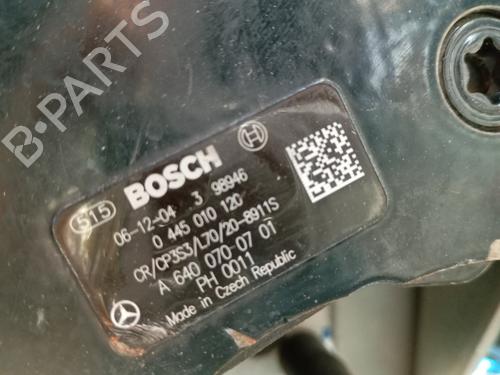 B-PARTS
515 BOSCH
06-12-04 3 98946
0 445 010 120
CR/CP3S3/L70/20-8911S
A 640 070 07 01
PH 0011
Made in Czech Republic